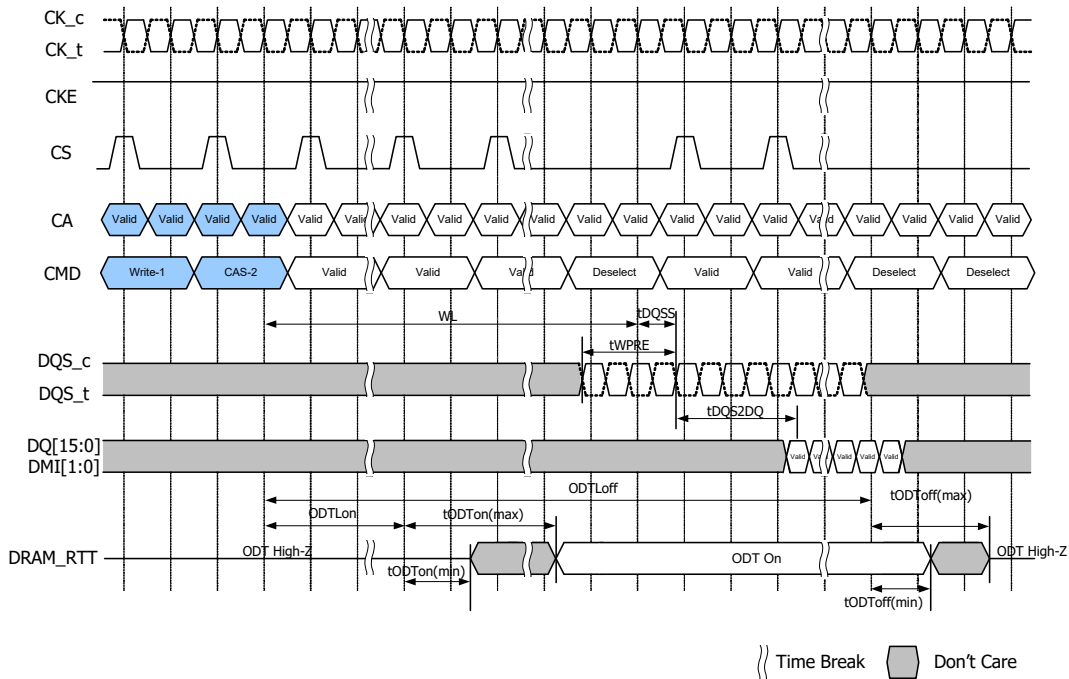 CK_c
CK_t
CKE
CS
CA Valid Valid Valid Valid Valid Valid Valid Valid Valid Valid Valid Valid Valid Valid Valid Valid Valid Valid Valid Valid
CMD Write-1 CAS-2 Valid Valid Valid Deselect Valid Valid Deselect Deselect
WL tDQSS
tWPRE
DQS_c
DQS_t
tDQS2DQ
DQ[15:0]
DMI[1:0] Valid Valid Valid Valid Valid
ODTLoff
tODToff(max)
ODTLon tODTon(max)
DRAM_RTT ODT High-Z ODT On ODT High-Z
tODTon(min)
tODToff(min)
Time Break Don't Care